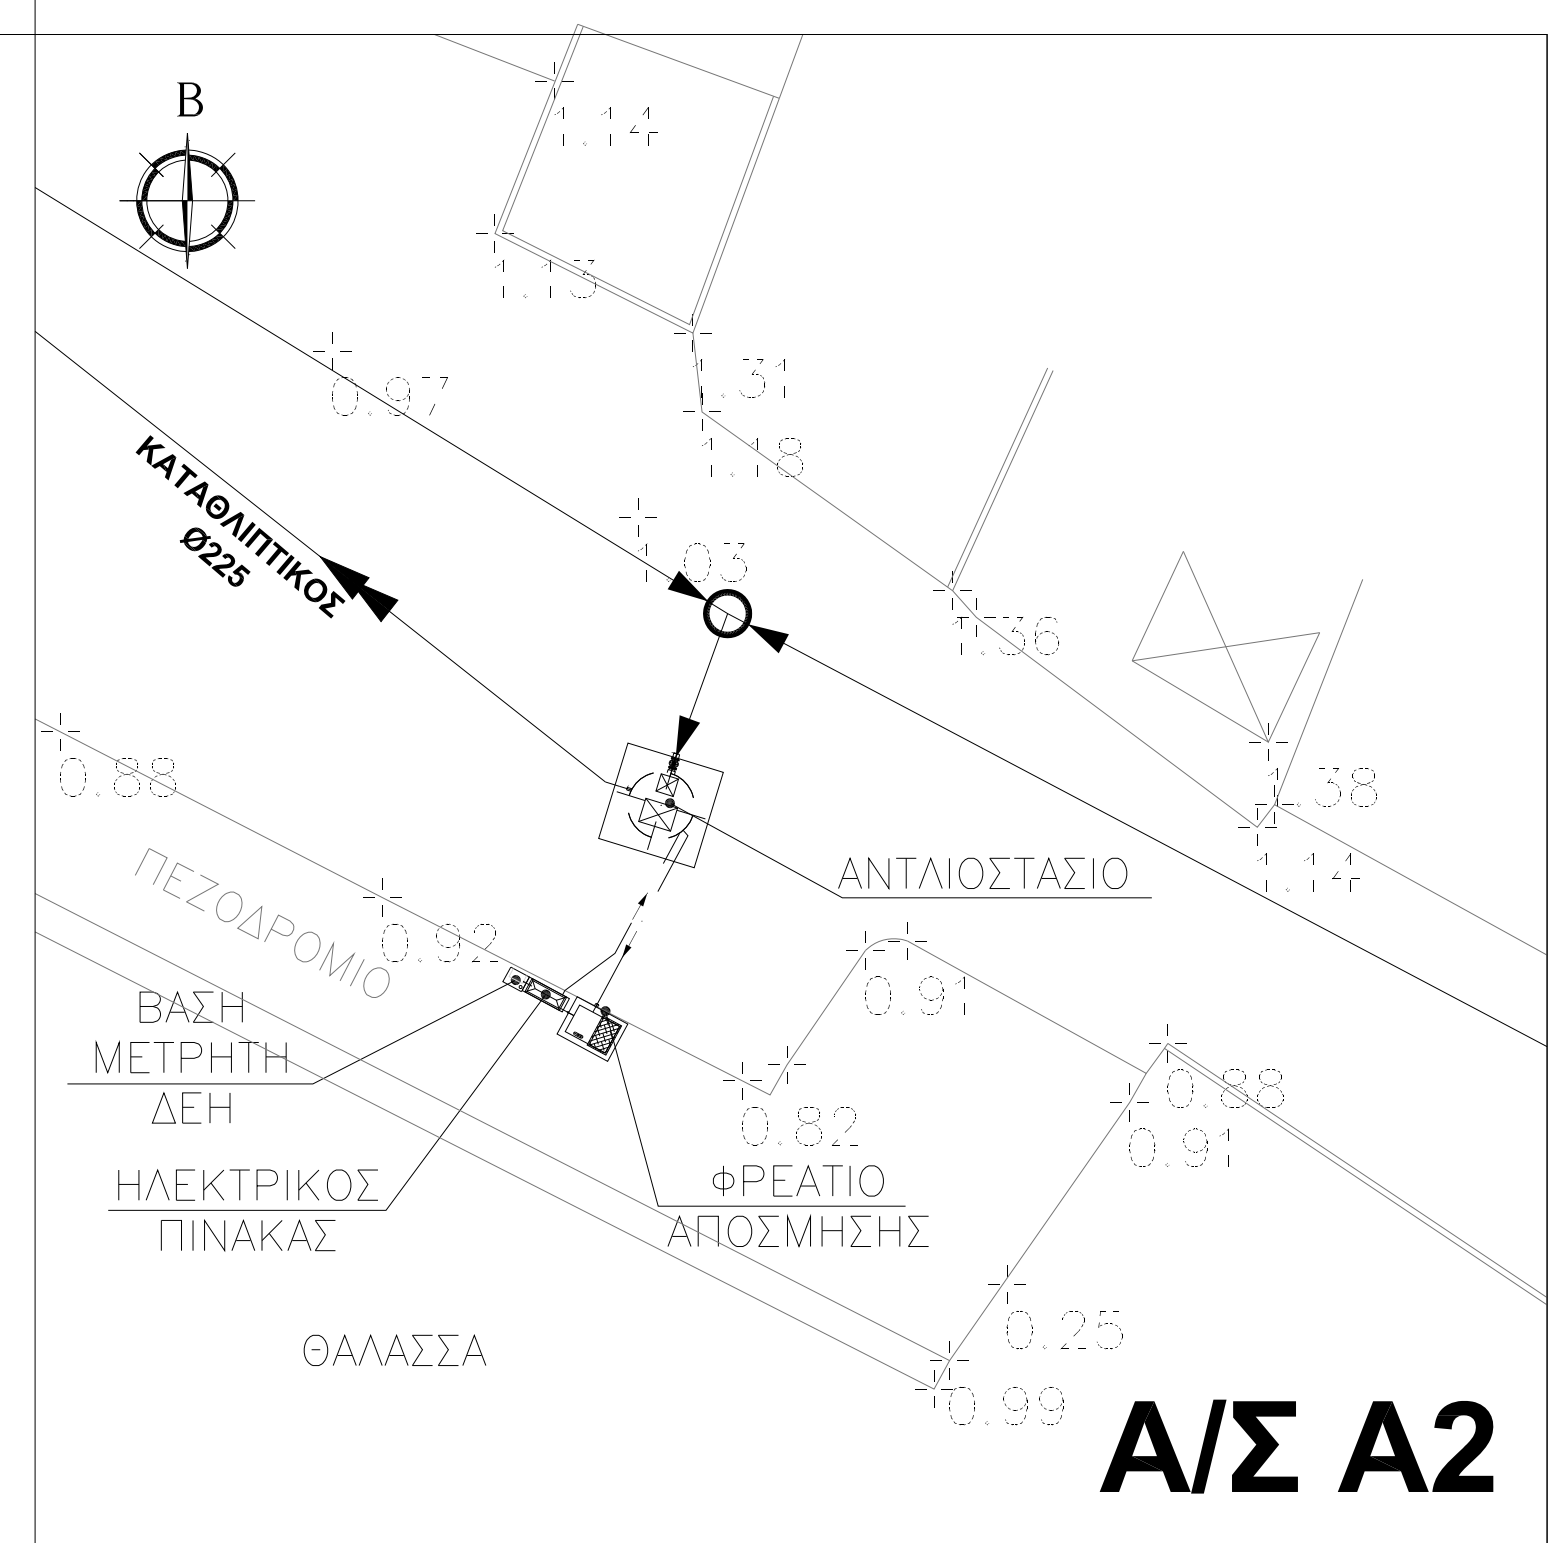 Β
1.14
1.13
1.31
0.97
1.18
ΚΑΤΑΘΛΙΠΤΙΚΟΣ
Ø225
1.03
1.36
0.88
1.38
ΑΝΤΛΙΟΣΤΑΣΙΟ
1.14
ΠΕΖΟΔΡΟΜΙΟ
0.92
0.91
ΒΑΣΗ
ΜΕΤΡΗΤΗ
ΔΕΗ
0.88
0.82
0.91
ΗΛΕΚΤΡΙΚΟΣ
ΠΙΝΑΚΑΣ
ΦΡΕΑΤΙΟ
ΑΠΟΣΜΗΣΗΣ
ΘΑΛΑΣΣΑ
0.25
0.99
Α/Σ Α2